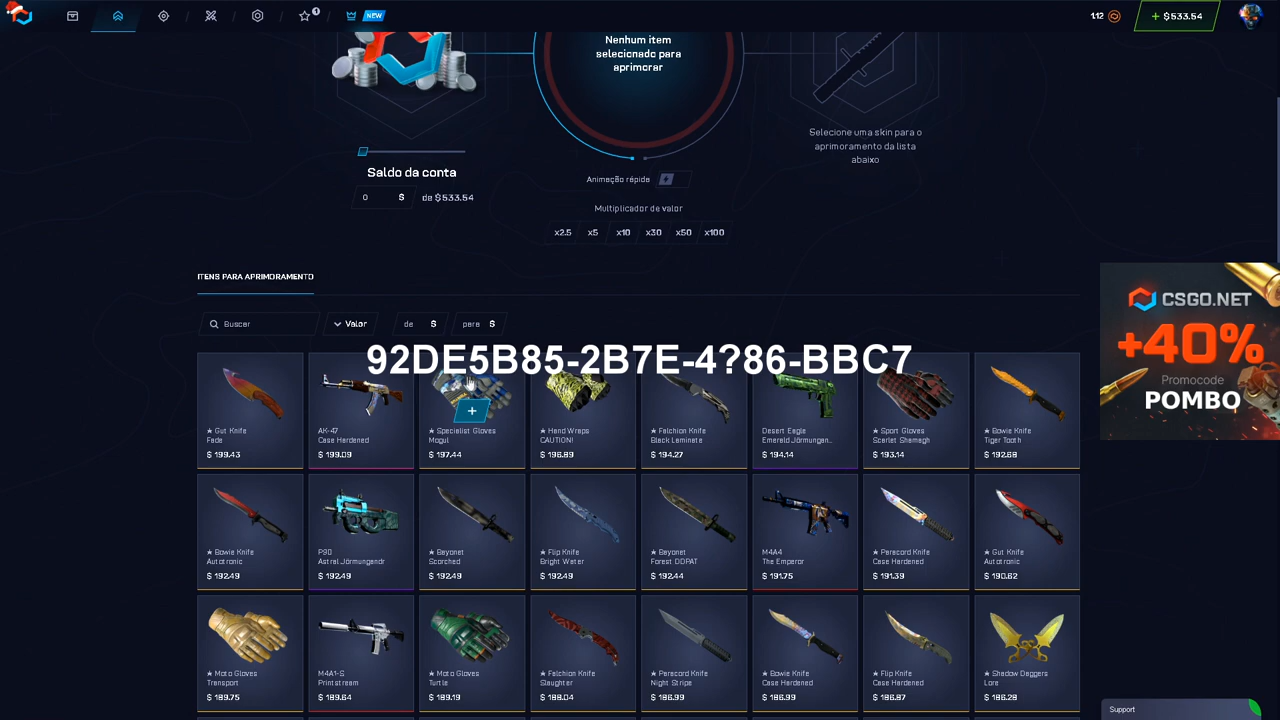 NEW
1
112
+ $533.54
Nenhum item
selecionado para
aprimorar
Selecione uma skin para o
aprimoramento da lista
abaixo
Saldo da conta
0 $ de $533.54
Animação rápida
Multiplicador de valor
x2.5 x5 x10 x30 x50 x100
ITENS PARA APRIMORAMENTO
Buscar Valor de $ para $
92DE5B85-2B7E-4?86-BBC7
CSGO.NET
+40%
Promocode
POMBO
★ Gut Knife
Fade
$ 199.43
AK-47
Case Hardened
$ 199.09
★ Specialist Gloves
Mogul
$ 197.44
★ Hand Wraps
CAUTION!
$ 196.89
★ Falchion Knife
Black Laminate
$ 194.27
Desert Eagle
Emerald Jörmungan...
$ 194.14
★ Sport Gloves
Scarlet Shamagh
$ 193.14
★ Bowie Knife
Tiger Tooth
$ 192.68
★ Bowie Knife
Autotronic
$ 192.49
P90
Astral Jörmungandr
$ 192.49
★ Bayonet
Scorched
$ 192.49
★ Flip Knife
Bright Water
$ 192.49
★ Bayonet
Forest DDPAT
$ 192.44
M4A4
The Emperor
$ 191.75
★ Paracord Knife
Case Hardened
$ 191.39
★ Gut Knife
Autotronic
$ 190.62
★ Moto Gloves
Transport
$ 189.75
M4A1-S
Printstream
$ 189.64
★ Moto Gloves
Turtle
$ 189.19
★ Falchion Knife
Slaughter
$ 188.04
★ Paracord Knife
Night Stripe
$ 186.99
★ Bowie Knife
Case Hardened
$ 186.99
★ Flip Knife
Case Hardened
$ 186.87
★ Shadow Daggers
Lore
$ 186.28
Support